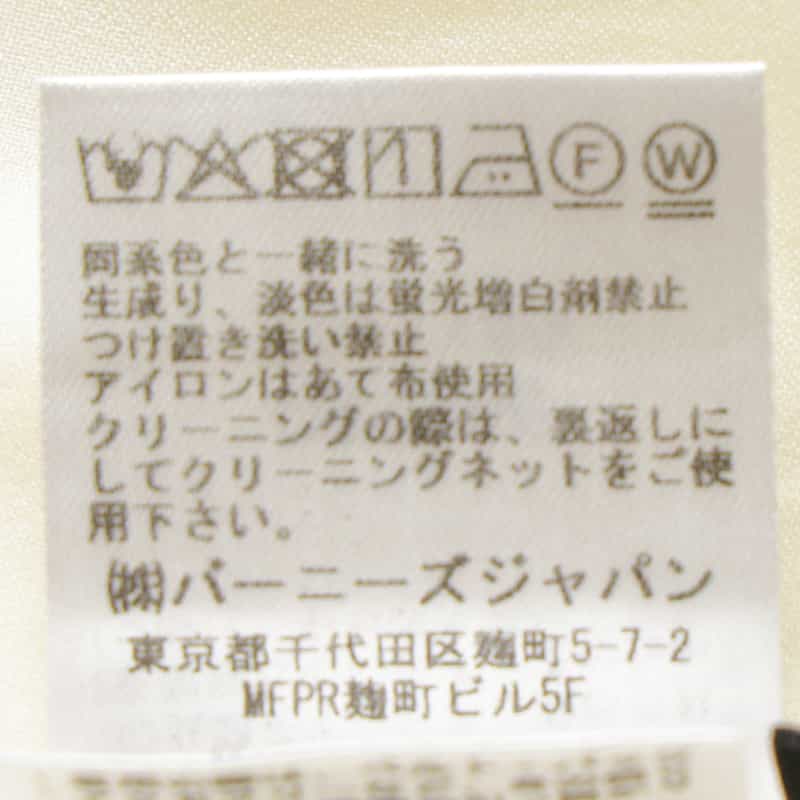 F W
同系色と一緒に洗う
生成り、淡色は蛍光増白剤禁止
つけ置き洗い禁止
アイロンはあて布使用
クリーニングの際は、裏返しに
してクリーニングネットをご使
用下さい。
㈱バーニーズジャパン
東京都千代田区麹町5-7-2
MFPR麹町ビル5F